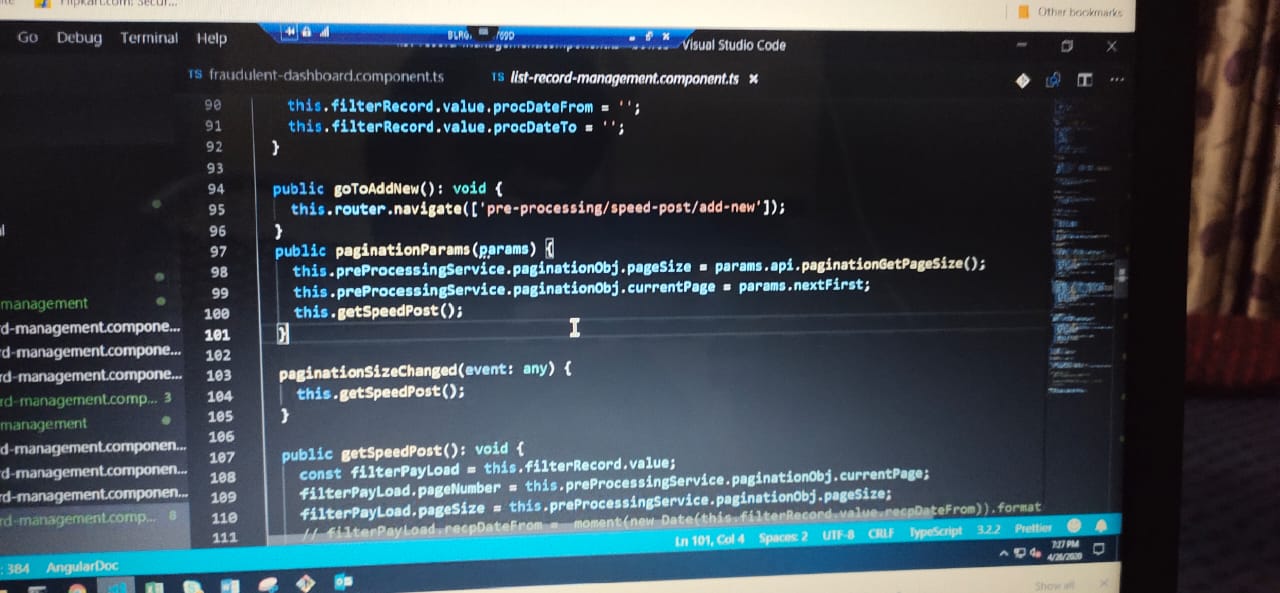 Flipkart.com: Secur...
Other bookmarks
Go Debug Terminal Help
Visual Studio Code
TS fraudulent-dashboard.component.ts
TS list-record-management.component.ts ×
90 this.filterRecord.value.procDateFrom = '';
91 this.filterRecord.value.procDateTo = '';
92 }
93
94 public goToAddNew(): void {
95 this.router.navigate(['pre-processing/speed-post/add-new']);
96 }
97 public paginationParams(params) {
98 this.preProcessingService.paginationObj.pageSize = params.api.paginationGetPageSize();
99 this.preProcessingService.paginationObj.currentPage = params.nextFirst;
100 this.getSpeedPost();
101 }
102
103 paginationSizeChanged(event: any) {
104 this.getSpeedPost();
105 }
106
107 public getSpeedPost(): void {
108 const filterPayLoad = this.filterRecord.value;
109 filterPayLoad.pageNumber = this.preProcessingService.paginationObj.currentPage;
110 filterPayLoad.pageSize = this.preProcessingService.paginationObj.pageSize;
111 // filterPayLoad.recpDateFrom = moment(new Date(this.filterRecord.value.recpDateFrom)).format
management
rd-management.compone...
rd-management.compone...
rd-management.compone...
rd-management.comp... 3
management
rd-management.componen...
rd-management.componen...
rd-management.componen...
rd-management.comp... 8
: 384 AngularDoc
Ln 101, Col 4 Spaces: 2 UTF-8 CRLF TypeScript 3.2.2 Prettier
7:27 PM
4/26/2020
Show all